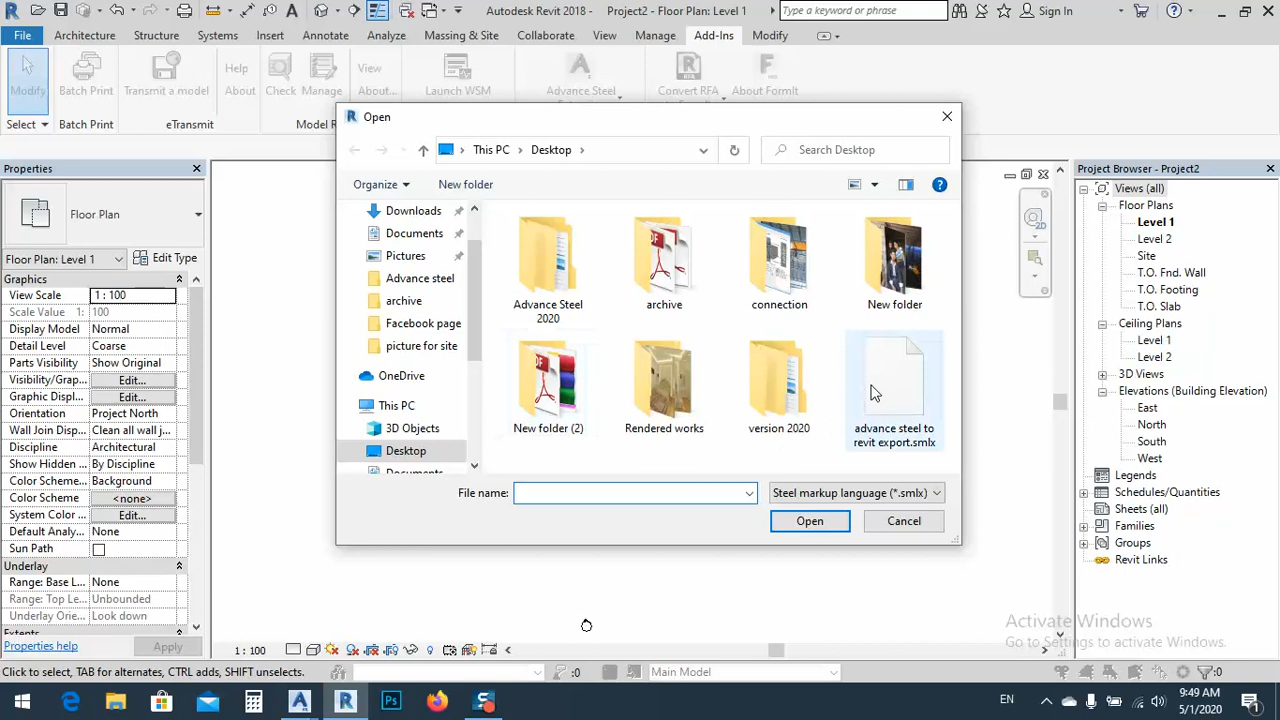 Autodesk Revit 2018 - Project2 - Floor Plan: Level 1
Type a keyword or phrase
Sign In
File
Architecture
Structure
Systems
Insert
Annotate
Analyze
Massing & Site
Collaborate
View
Manage
Add-Ins
Modify
Modify
Batch Print
Transmit a model
Help
About
Check
Manage
View
About...
Launch WSM
Advance Steel
Convert RFA
About FormIt
Select
Batch Print
eTransmit
Model R
Open
This PC
Desktop
Search Desktop
Organize
New folder
Downloads
Documents
Pictures
Advance steel
archive
Facebook page
picture for site
OneDrive
This PC
3D Objects
Desktop
Advance Steel
2020
archive
connection
New folder
New folder (2)
Rendered works
version 2020
advance steel to
revit export.smlx
File name:
Steel markup language (*.smlx)
Open
Cancel
Properties
Floor Plan
Floor Plan: Level 1
Edit Type
Graphics
View Scale
1 : 100
Scale Value 1:
100
Display Model
Normal
Detail Level
Coarse
Parts Visibility
Show Original
Visibility/Grap...
Edit...
Graphic Displ...
Edit...
Orientation
Project North
Wall Join Disp...
Clean all wall j...
Discipline
Architectural
Show Hidden ...
By Discipline
Color Scheme ...
Background
Color Scheme
<none>
System Color ...
Edit...
Default Analy...
None
Sun Path
Underlay
Range: Base L...
None
Range: Top Le...
Unbounded
Underlay Orie...
Look down
Extents
Properties help
Apply
Project Browser - Project2
Views (all)
Floor Plans
Level 1
Level 2
Site
T.O. Fnd. Wall
T.O. Footing
T.O. Slab
Ceiling Plans
Level 1
Level 2
3D Views
Elevations (Building Elevation)
East
North
South
West
Legends
Schedules/Quantities
Sheets (all)
Families
Groups
Revit Links
2D
Activate Windows
Go to Settings to activate Windows.
1 : 100
Click to select, TAB for alternates, CTRL adds, SHIFT unselects.
:0
Main Model
:0
EN
9:49 AM
5/1/2020